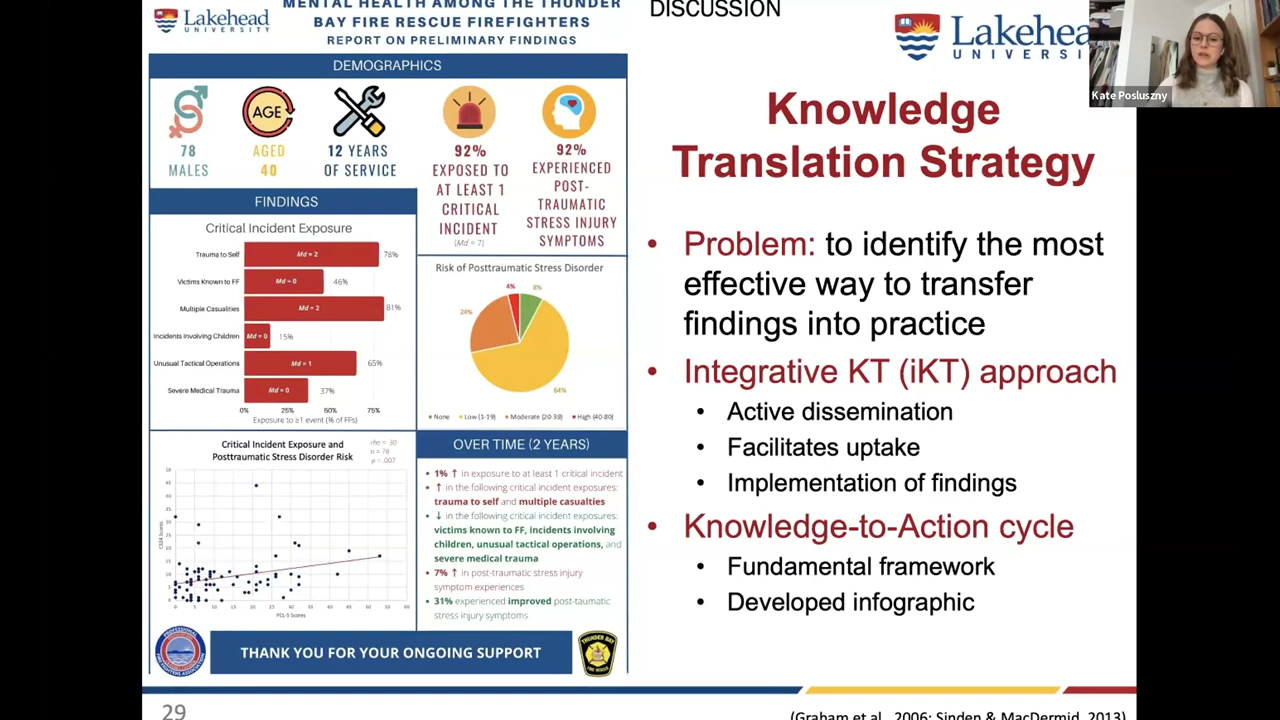 Lakehead
UNIVERSITY
MENTAL HEALTH AMONG THE THUNDER
BAY FIRE RESCUE FIREFIGHTERS
REPORT ON PRELIMINARY FINDINGS
DEMOGRAPHICS
AGE
78
MALES
AGED
40
12 YEARS
OF SERVICE
92%
EXPOSED TO
AT LEAST 1
CRITICAL
INCIDENT
(Md = 7)
92%
EXPERIENCED
POST-
TRAUMATIC
STRESS INJURY
SYMPTOMS
FINDINGS
Critical Incident Exposure
Trauma to Self
Md = 2
78%
Victims Known to FF
Md = 0
46%
Multiple Casualities
Md = 2
81%
Incidents Involving Children
Md = 0
15%
Unusual Tactical Operations
Md = 1
65%
Severe Medical Trauma
Md = 0
37%
0% 25% 50% 75%
Exposure to ≥1 event (% of FFs)
Risk of Posttraumatic Stress Disorder
4%
8%
24%
64%
None Low (1-19) Moderate (20-39) High (40-80)
Critical Incident Exposure and
Posttraumatic Stress Disorder Risk
rho = .30
n = 78
p = .007
PCL-5 Scores
OVER TIME (2 YEARS)
• 1% ↑ in exposure to at least 1 critical incident
• ↑ in the following critical incident exposures:
trauma to self and multiple casualties
• ↓ in the following critical incident exposures:
victims known to FF, incidents involving
children, unusual tactical operations, and
severe medical trauma
• 7% ↑ in post-traumatic stress injury
symptom experiences
• 31% experienced improved post-taumatic
stress injury symptoms
THANK YOU FOR YOUR ONGOING SUPPORT
THUNDER BAY
29
DISCUSSION
Lakehea
UNIVERS
Kate Posluszny
Knowledge
Translation Strategy
• Problem: to identify the most
effective way to transfer
findings into practice
• Integrative KT (iKT) approach
• Active dissemination
• Facilitates uptake
• Implementation of findings
• Knowledge-to-Action cycle
• Fundamental framework
• Developed infographic
(Graham et al., 2006; Sinden & MacDermid, 2013)